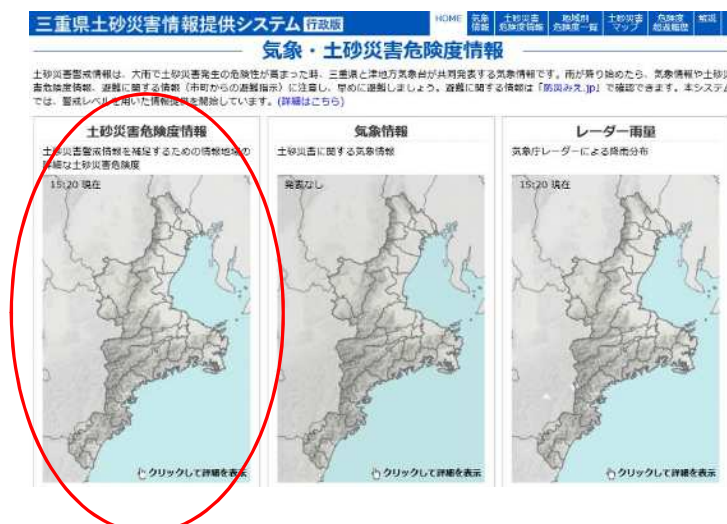 三重県土砂災害情報提供システム 行政版
HOME 気象情報 土砂災害危険度情報 地域別危険度一覧 土砂災害マップ 危険度超過履歴 解説
気象・土砂災害危険度情報
土砂災害警戒情報は、大雨で土砂災害発生の危険性が高まった時、三重県と津地方気象台が共同発表する気象情報です。雨が降り始めたら、気象情報や土砂災
害危険度情報、避難に関する情報（市町からの避難指示）に注意し、早めに避難しましょう。避難に関する情報は「防災みえ.jp」で確認できます。本システム
では、警戒レベルを用いた情報提供を開始しています。(詳細はこちら)
土砂災害危険度情報
土砂災害警戒情報を補足するための情報地域の
詳細な土砂災害危険度
15:20 現在
クリックして詳細を表示
気象情報
土砂災害に関する気象情報
発表なし
クリックして詳細を表示
レーダー雨量
気象庁レーダーによる降雨分布
15:20 現在
クリックして詳細を表示